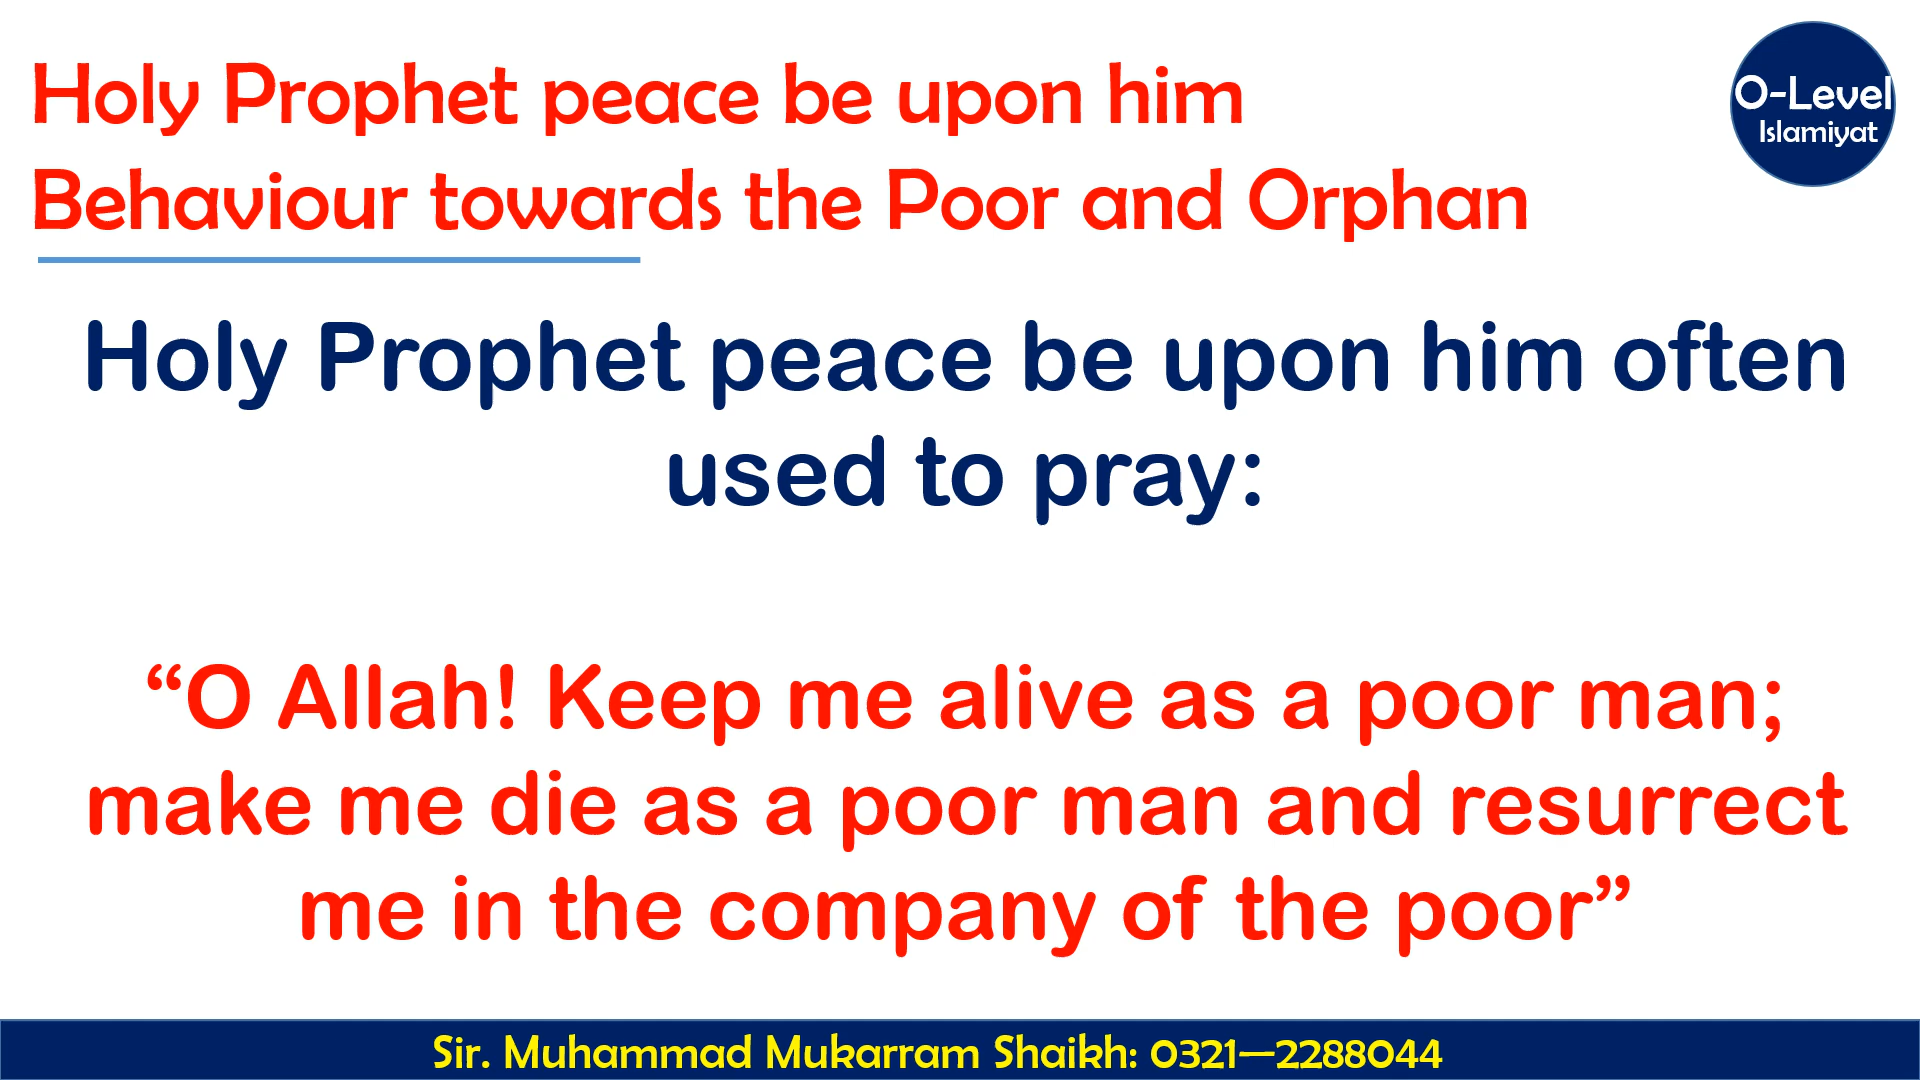 Holy Prophet peace be upon him
Behaviour towards the Poor and Orphan
O-Level
Islamiyat
Holy Prophet peace be upon him often
used to pray:
“O Allah! Keep me alive as a poor man;
make me die as a poor man and resurrect
me in the company of the poor”
Sir. Muhammad Mukarram Shaikh: 0321—2288044